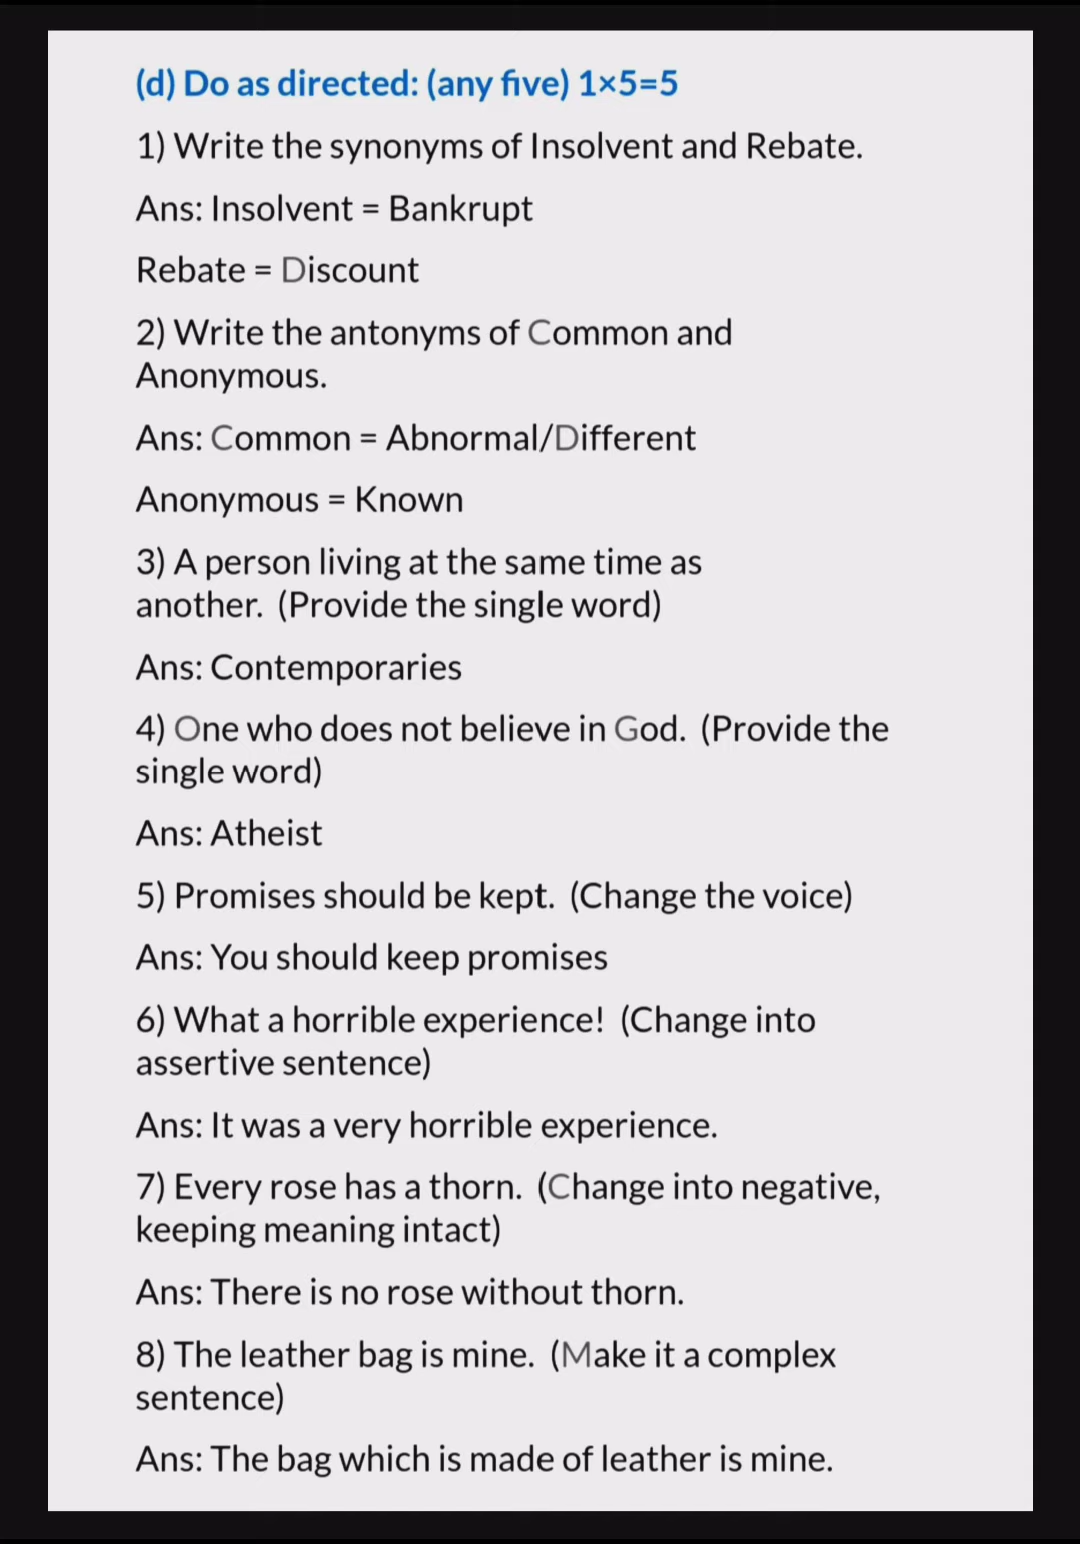 (d) Do as directed: (any five) 1×5=5
1) Write the synonyms of Insolvent and Rebate.
Ans: Insolvent = Bankrupt
Rebate = Discount
2) Write the antonyms of Common and
Anonymous.
Ans: Common = Abnormal/Different
Anonymous = Known
3) A person living at the same time as
another. (Provide the single word)
Ans: Contemporaries
4) One who does not believe in God. (Provide the
single word)
Ans: Atheist
5) Promises should be kept. (Change the voice)
Ans: You should keep promises
6) What a horrible experience! (Change into
assertive sentence)
Ans: It was a very horrible experience.
7) Every rose has a thorn. (Change into negative,
keeping meaning intact)
Ans: There is no rose without thorn.
8) The leather bag is mine. (Make it a complex
sentence)
Ans: The bag which is made of leather is mine.